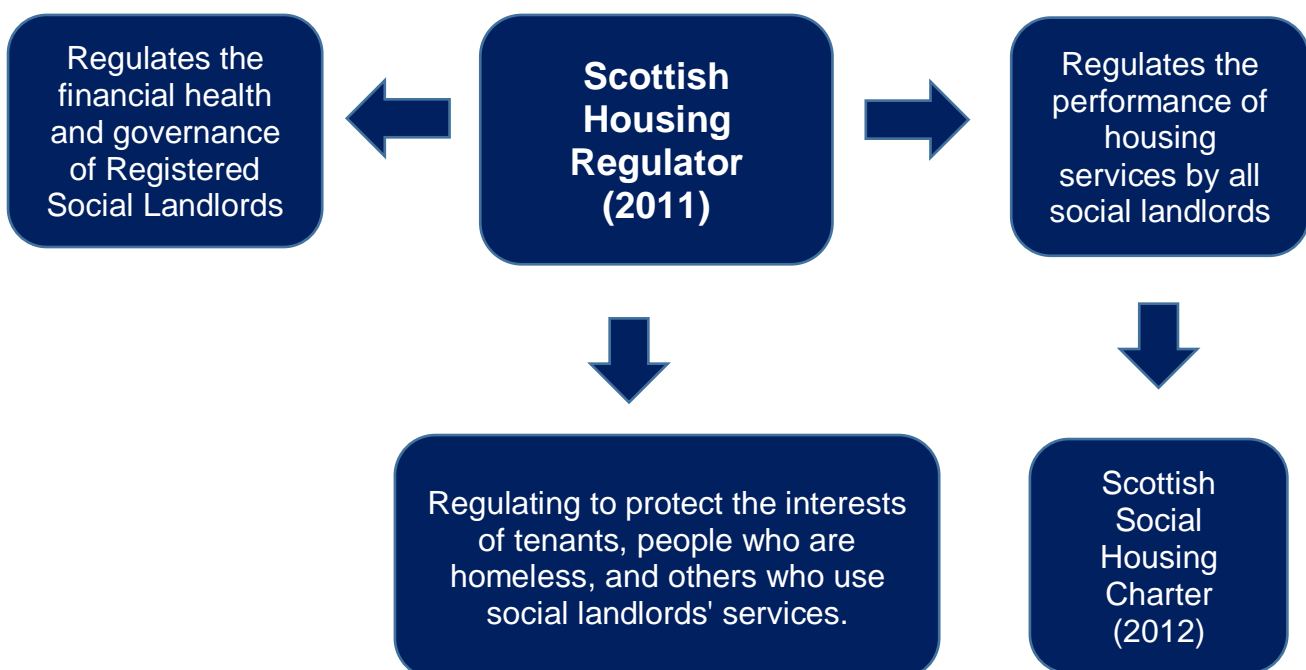 Regulates the
financial health
and governance
of Registered
Social Landlords
Scottish
Housing
Regulator
(2011)
Regulates the
performance of
housing
services by all
social landlords
Regulating to protect the interests
of tenants, people who are
homeless, and others who use
social landlords' services.
Scottish
Social
Housing
Charter
(2012)